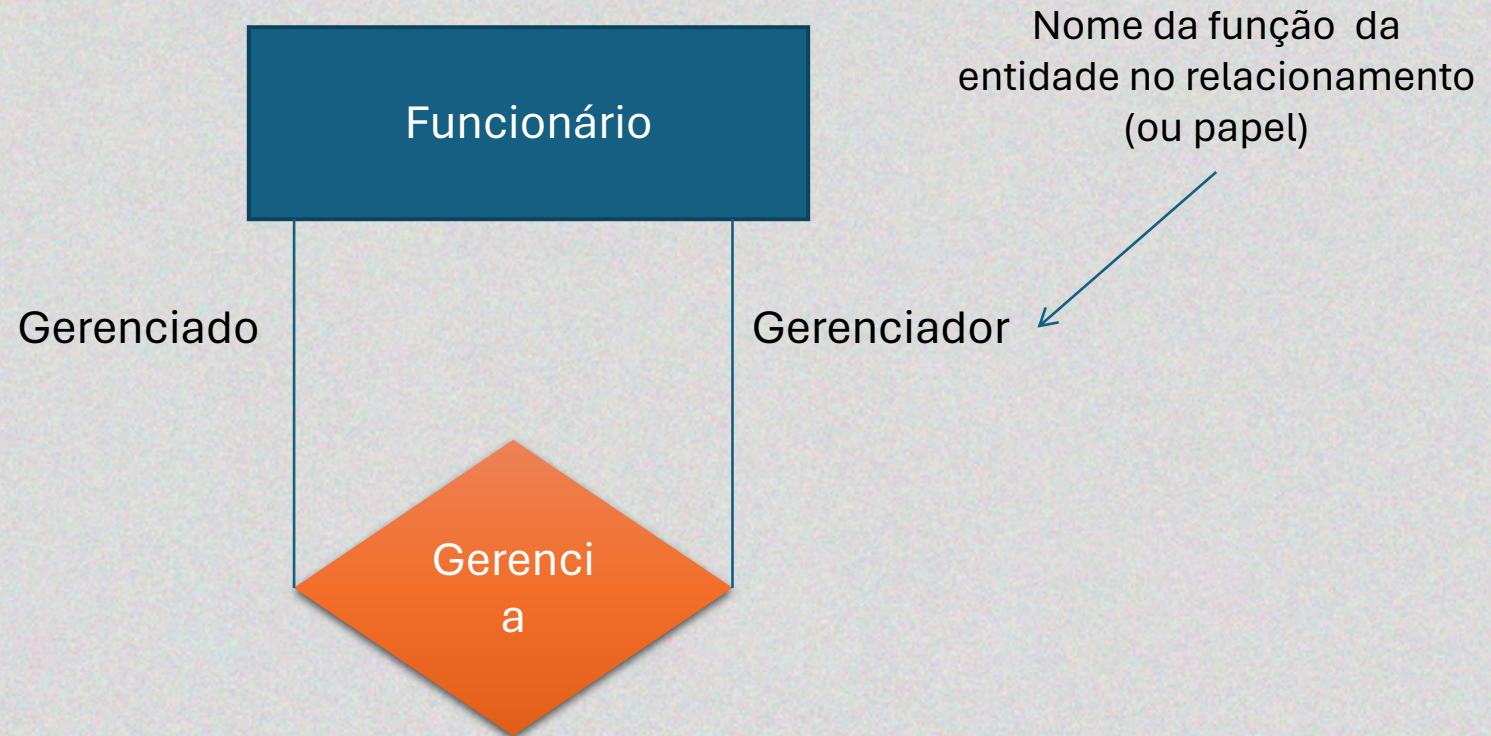 Nome da função da
entidade no relacionamento
(ou papel)
Funcionário
Gerenciado
Gerenciador
Gerenci
a